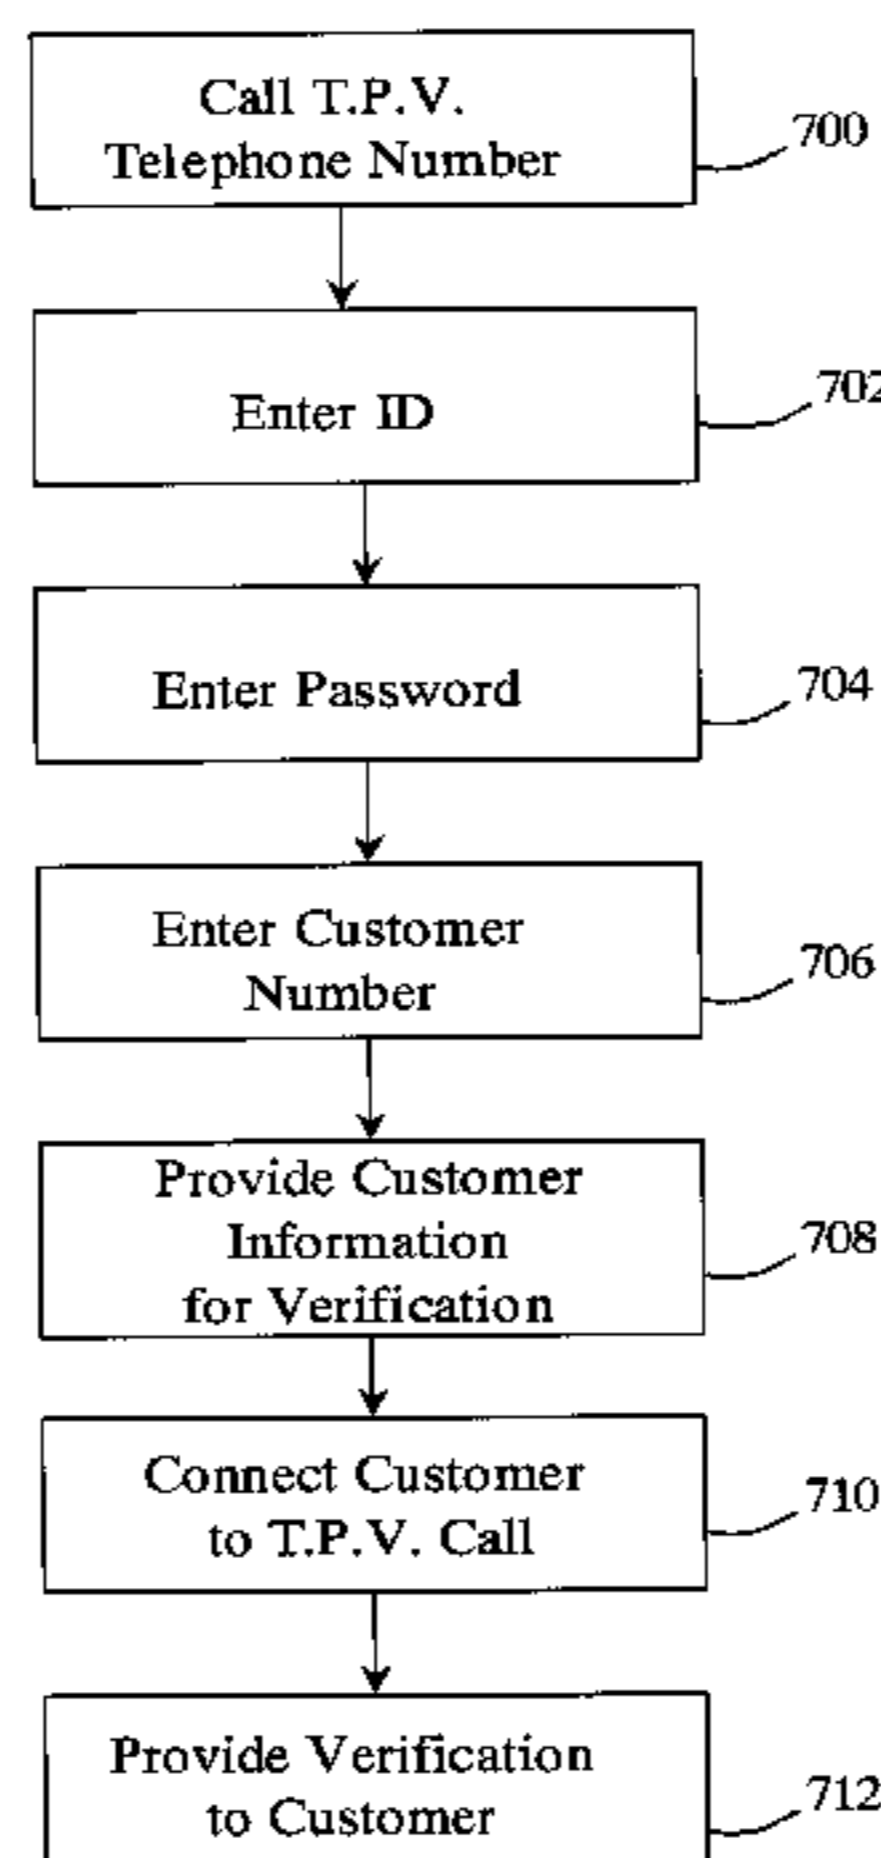 Call T.P.V.
Telephone Number
700
Enter ID
702
Enter Password
704
Enter Customer
Number
706
Provide Customer
Information
for Verification
708
Connect Customer
to T.P.V. Call
710
Provide Verification
to Customer
712